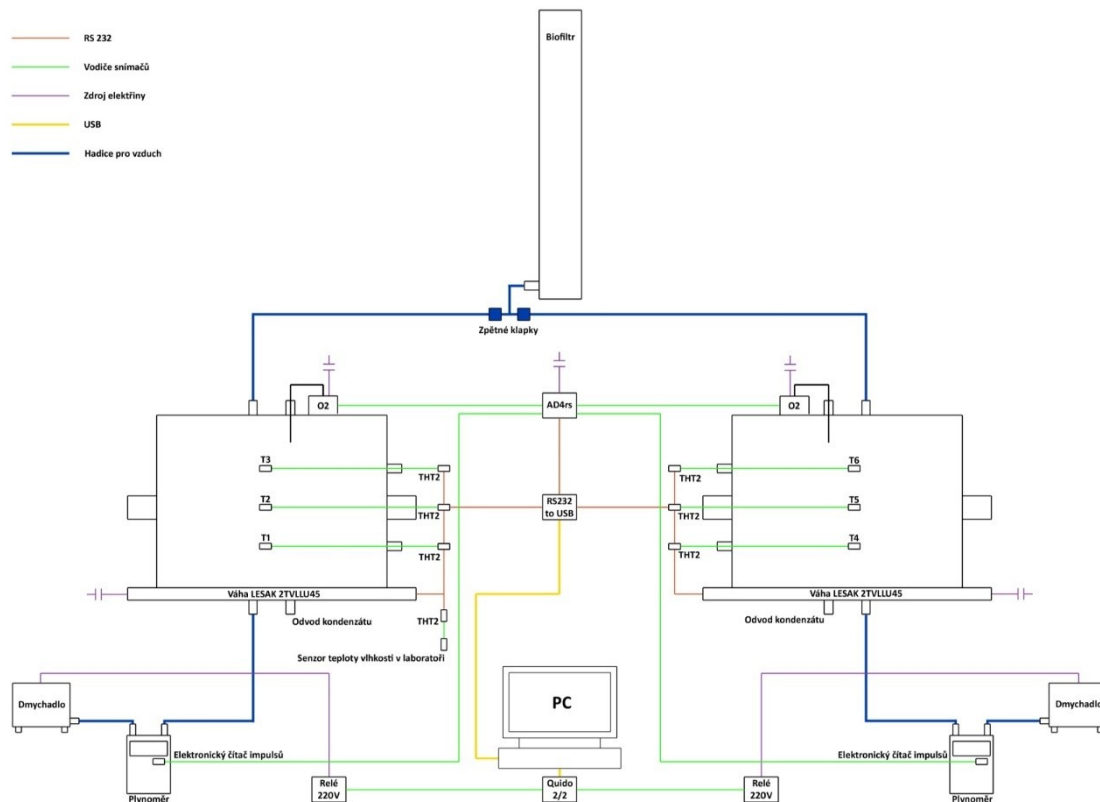 RS 232
Vodiče snímačů
Zdroj elektřiny
USB
Hadice pro vzduch
Biofiltr
Zpětné klapky
O2
AD4rs
O2
T3
THT2
T2
THT2
T1
THT2
RS232
to USB
T6
THT2
T5
THT2
T4
THT2
Váha LESAK 2TVLLU45
Odvod kondenzátu
THT2
Senzor teploty vlhkosti v laboratoři
Váha LESAK 2TVLLU45
Odvod kondenzátu
Dmychadlo
PC
Dmychadlo
Elektronický čítač impulsů
Elektronický čítač impulsů
Plynoměr
Relé
220V
Quido
2/2
Relé
220V
Plynoměr